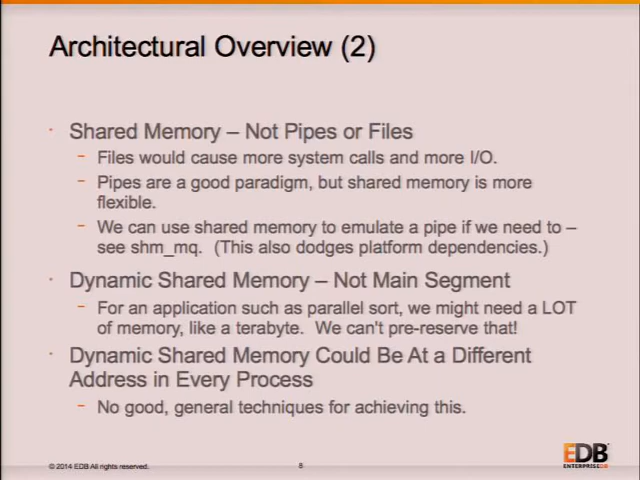 Architectural Overview (2)
Shared Memory – Not Pipes or Files
Files would cause more system calls and more I/O.
Pipes are a good paradigm, but shared memory is more
flexible.
We can use shared memory to emulate a pipe if we need to –
see shm_mq.  (This also dodges platform dependencies.)
Dynamic Shared Memory – Not Main Segment
For an application such as parallel sort, we might need a LOT
of memory, like a terabyte.  We can't pre-reserve that!
Dynamic Shared Memory Could Be At a Different
Address in Every Process
No good, general techniques for achieving this.
© 2014 EDB All rights reserved.
8
EDB
ENTERPRISEDB